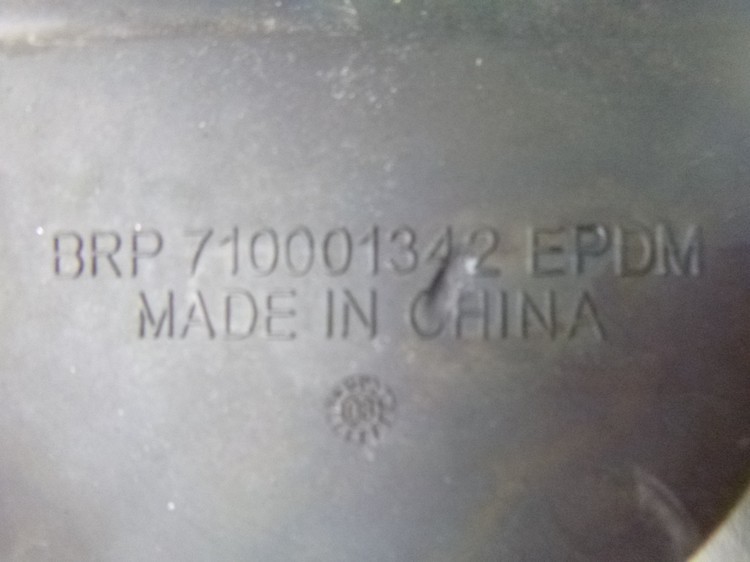 BRP 710001342 EPDM
MADE IN CHINA